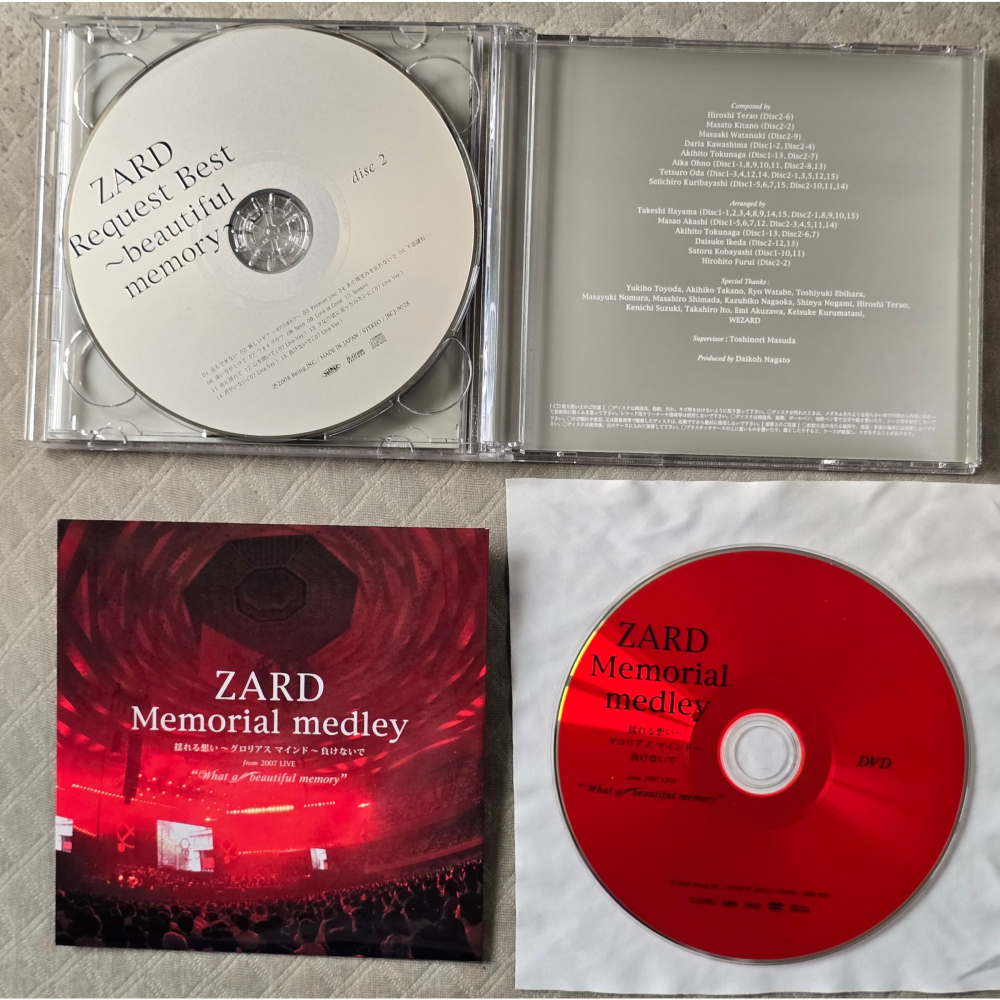 ZARD
Request Best
~beautiful
memory~
disc 2
℗©2008 Being,INC. / MADE IN JAPAN / STEREO / JBCJ-9028
Composed by
Hiroshi Terao (Disc2-6)
Masato Kitano (Disc2-2)
Masaaki Watanuki (Disc2-9)
Daria Kawashima (Disc1-2, Disc2-4)
Akihito Tokunaga (Disc1-13, Disc2-7)
Aika Ohno (Disc1-1,8,9,10,11, Disc2-8,13)
Tetsuro Oda (Disc1-3,4,12,14, Disc2-1,3,5,12,15)
Seiichiro Kuribayashi (Disc1-5,6,7,15, Disc2-10,11,14)
Arranged by
Takeshi Hayama (Disc1-1,2,3,4,8,9,14,15, Disc2-1,8,9,10,15)
Masao Akashi (Disc1-5,6,7,12, Disc2-3,4,5,11,14)
Akihito Tokunaga (Disc1-13, Disc2-6,7)
Daisuke Ikeda (Disc2-12,13)
Satoru Kobayashi (Disc1-10,11)
Hirohito Furui (Disc2-2)
Special Thanks :
Yukiho Toyoda, Akihiko Takano, Ryo Watabe, Toshiyuki Ebihara,
Masayuki Nomura, Masahiro Shimada, Kazuhiko Nagaoka, Shinya Nogami, Hiroshi Terao,
Kenichi Suzuki, Takahiro Ito, Emi Akuzawa, Keisuke Kurumatani,
WEZARD
Supervisor : Toshinori Masuda
Produced by Daikoh Nagato
ZARD
Memorial medley
揺れる想い～グロリアス マインド～負けないで
from 2007 LIVE
"What a beautiful memory"
ZARD
Memorial
medley
揺れる想い～
グロリアス マインド～
負けないで
from 2007 LIVE
"What a beautiful memory"
DVD